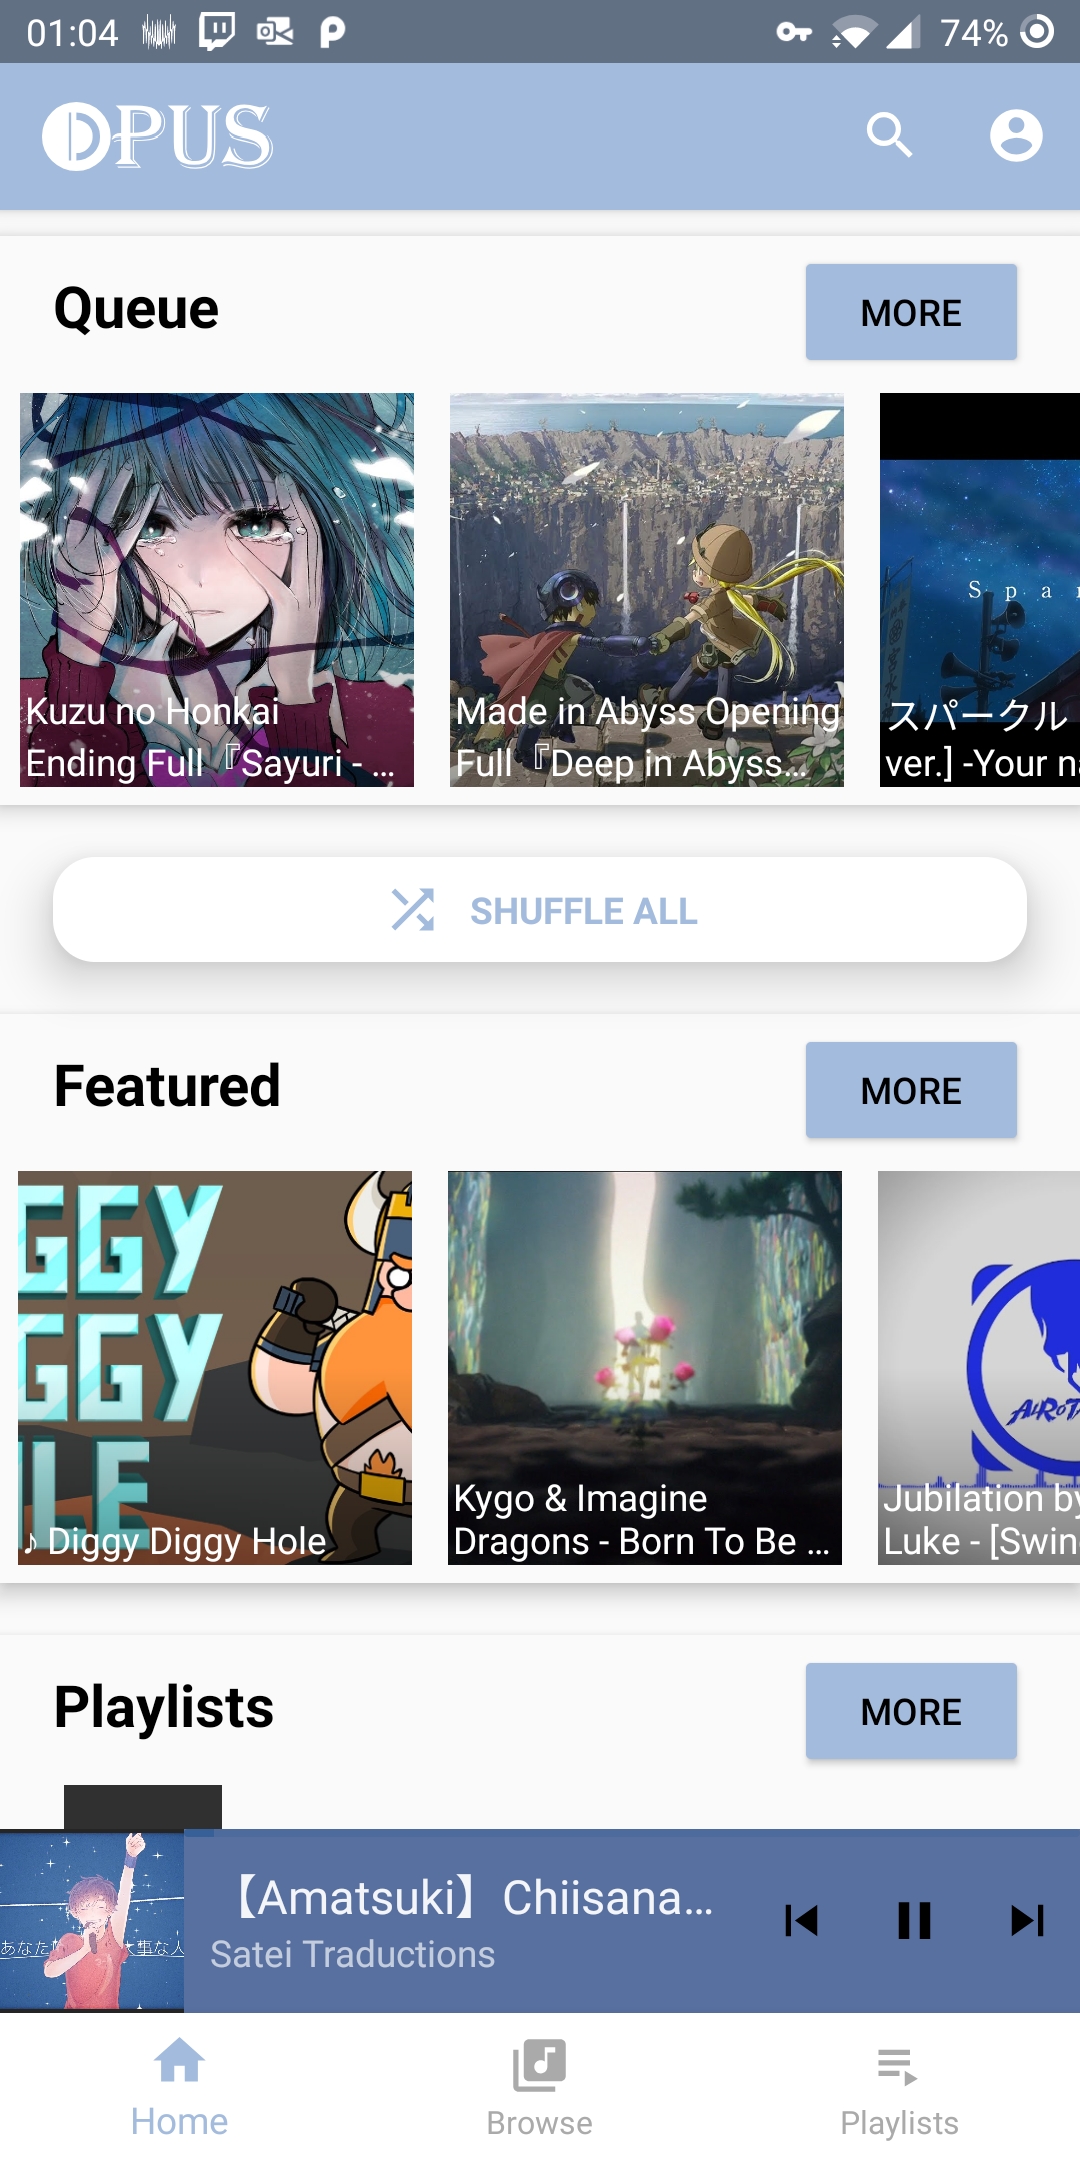 01:04
74%
OPUS
Queue
MORE
Kuzu no Honkai
Ending Full『Sayuri - ...
Made in Abyss Opening
Full『Deep in Abyss...
Spar
スパークル
ver.] -Your na
SHUFFLE ALL
Featured
MORE
GGY
GGY
LE
♪ Diggy Diggy Hole
Kygo & Imagine
Dragons - Born To Be ...
Jubilation by
Luke - [Swin
Playlists
MORE
あなた
大事な人
【Amatsuki】Chiisana...
Satei Traductions
Home
Browse
Playlists